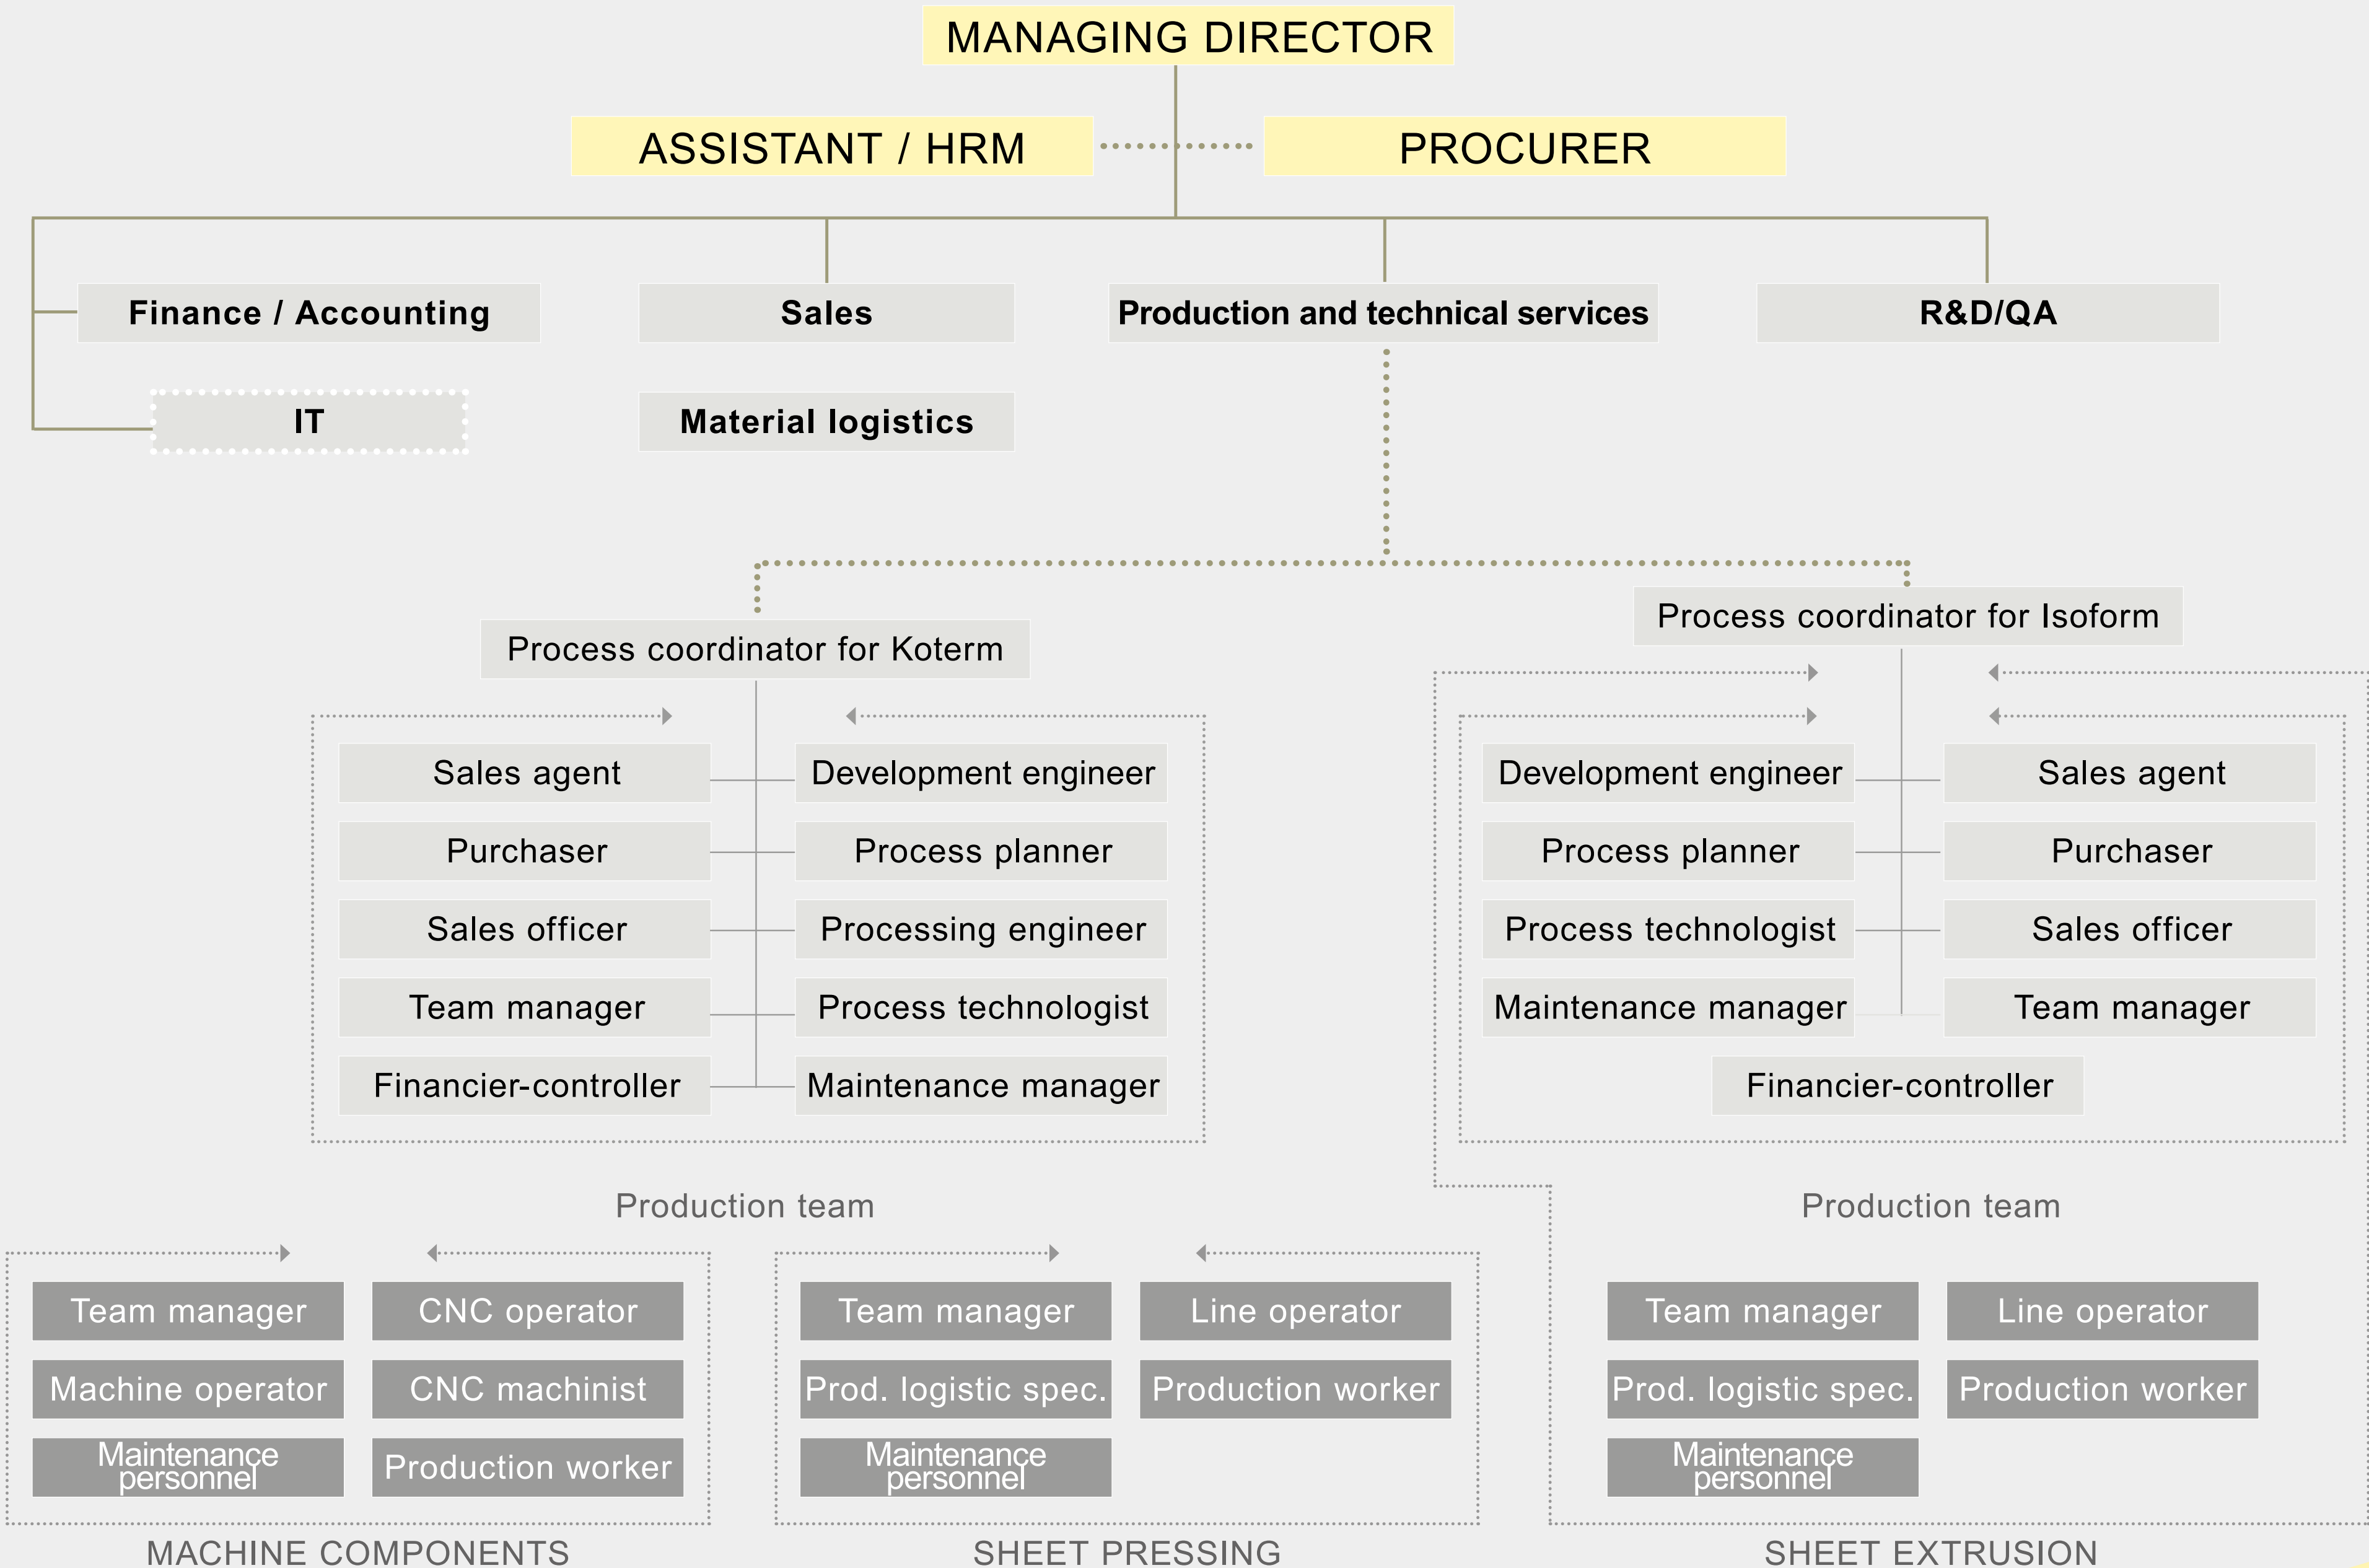 MANAGING DIRECTOR
ASSISTANT / HRM
PROCURER
Finance / Accounting
Sales
Production and technical services
R&D/QA
IT
Material logistics
Process coordinator for Koterm
Process coordinator for Isoform
Sales agent
Development engineer
Purchaser
Process planner
Sales officer
Processing engineer
Team manager
Process technologist
Financier-controller
Maintenance manager
Development engineer
Sales agent
Process planner
Purchaser
Process technologist
Sales officer
Maintenance manager
Team manager
Financier-controller
Production team
Production team
Team manager
CNC operator
Machine operator
CNC machinist
Maintenance
personnel
Production worker
MACHINE COMPONENTS
Team manager
Line operator
Prod. logistic spec.
Production worker
Maintenance
personnel
SHEET PRESSING
Team manager
Line operator
Prod. logistic spec.
Production worker
Maintenance
personnel
SHEET EXTRUSION